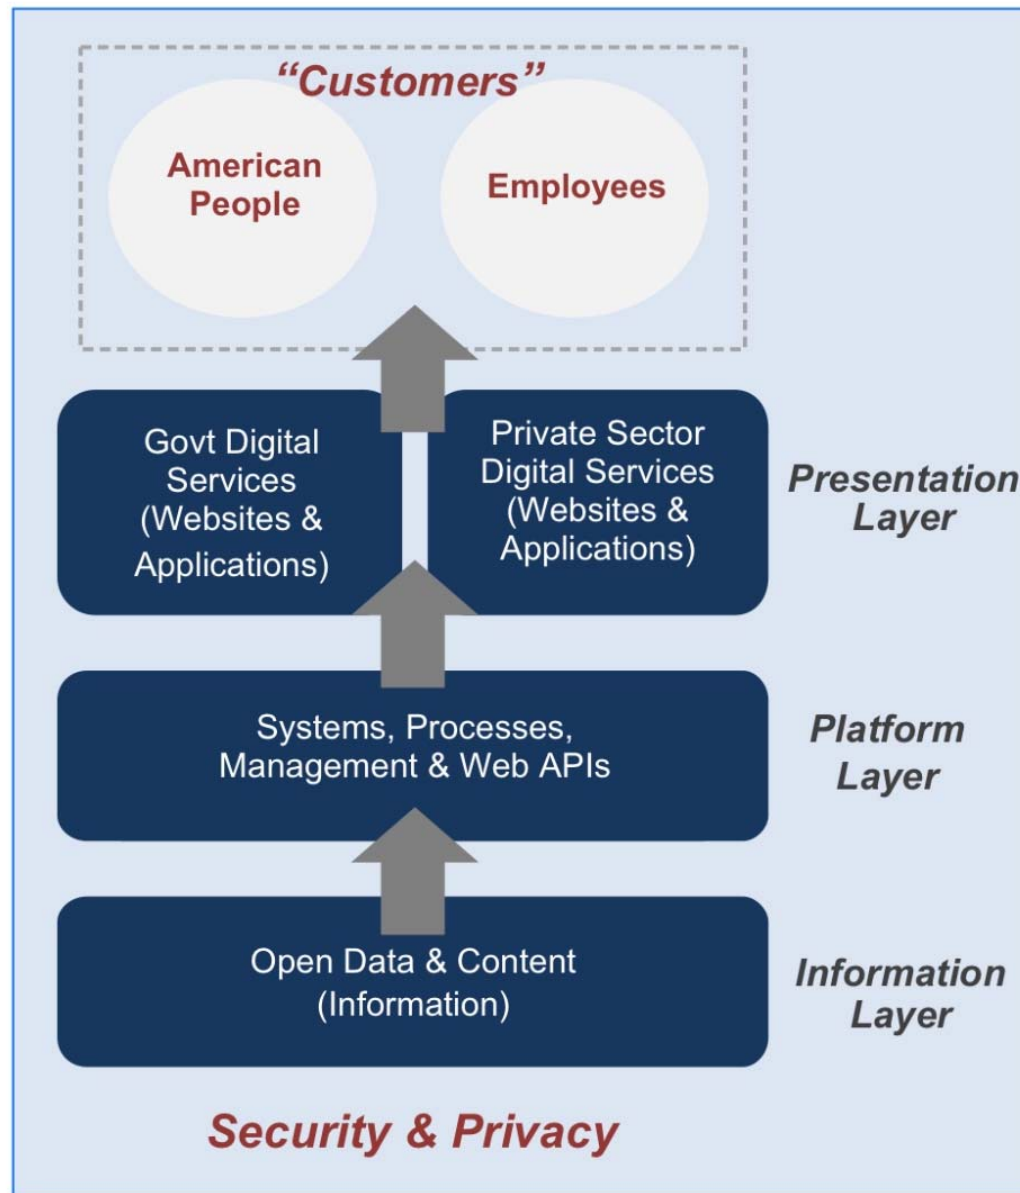 “Customers”
American
People
Employees
Govt Digital
Services
(Websites &
Applications)
Private Sector
Digital Services
(Websites &
Applications)
Presentation
Layer
Systems, Processes,
Management & Web APIs
Platform
Layer
Open Data & Content
(Information)
Information
Layer
Security & Privacy